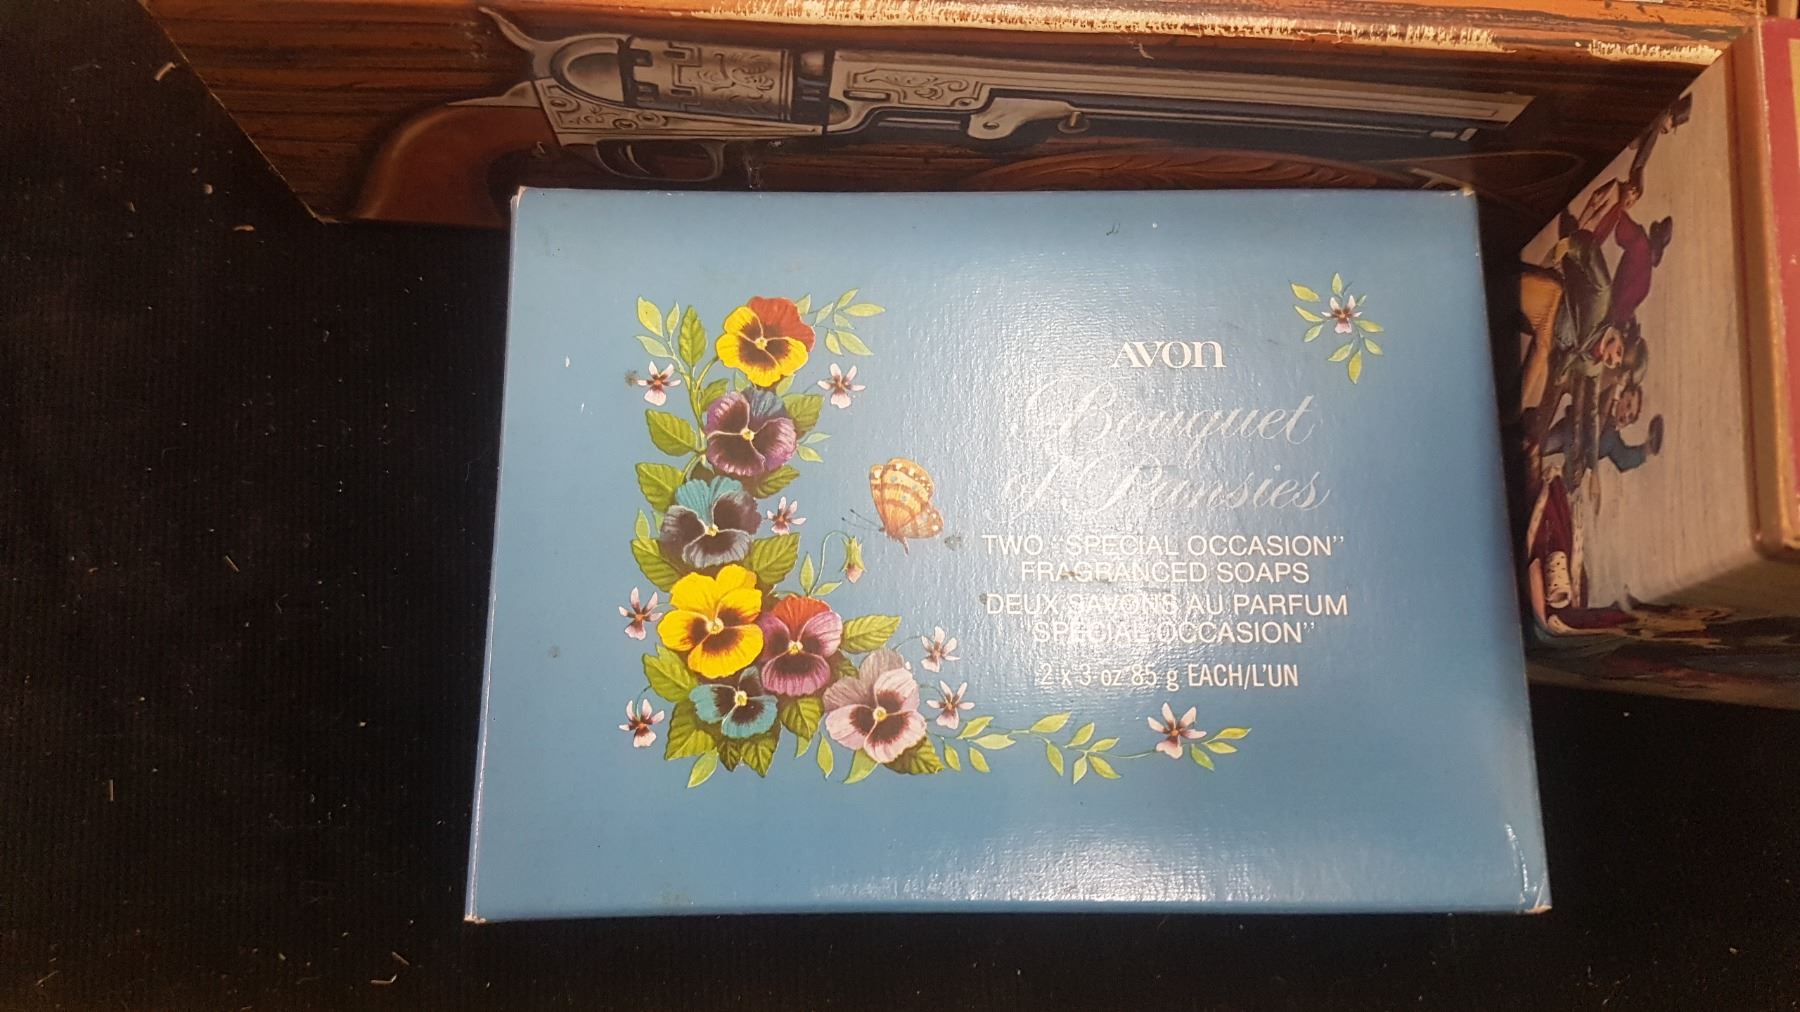 AVON
Bouquet
of Pansies
TWO "SPECIAL OCCASION"
FRAGRANCED SOAPS
DEUX SAVONS AU PARFUM
SPECIAL OCCASION"
2 x 3 oz 85 g EACH/L'UN